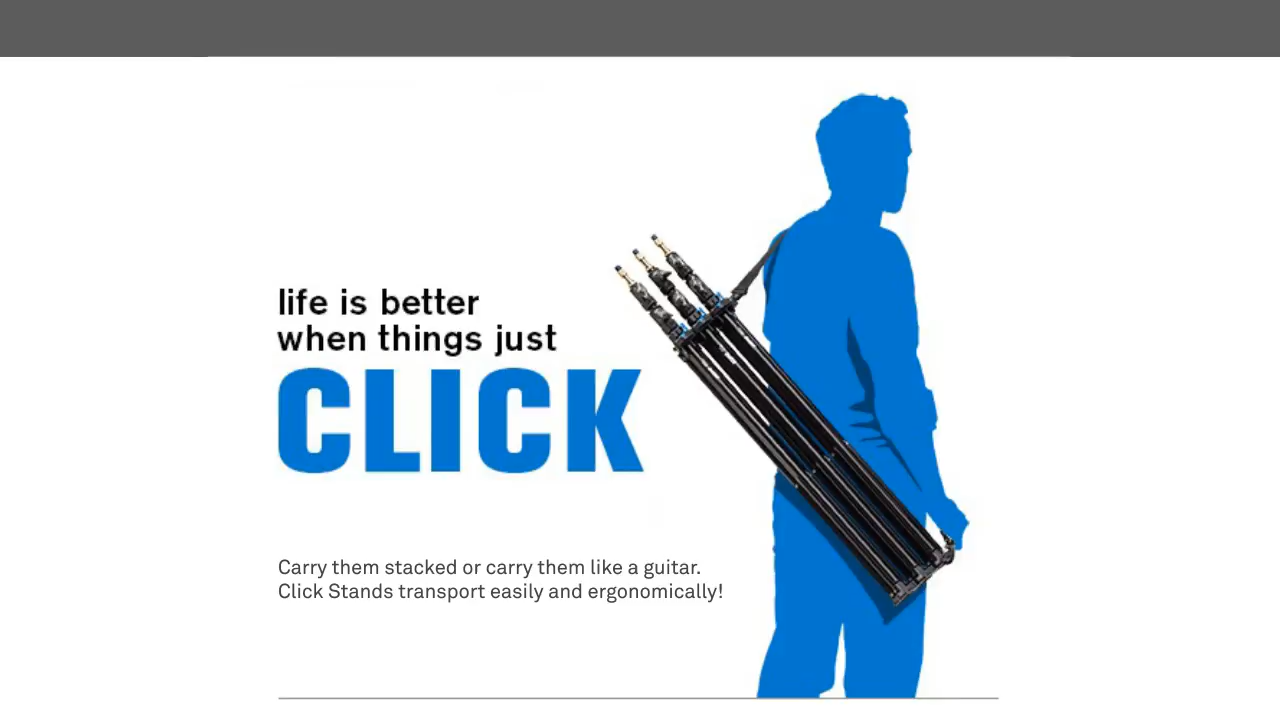 life is better
when things just
CLICK
Carry them stacked or carry them like a guitar.
Click Stands transport easily and ergonomically!